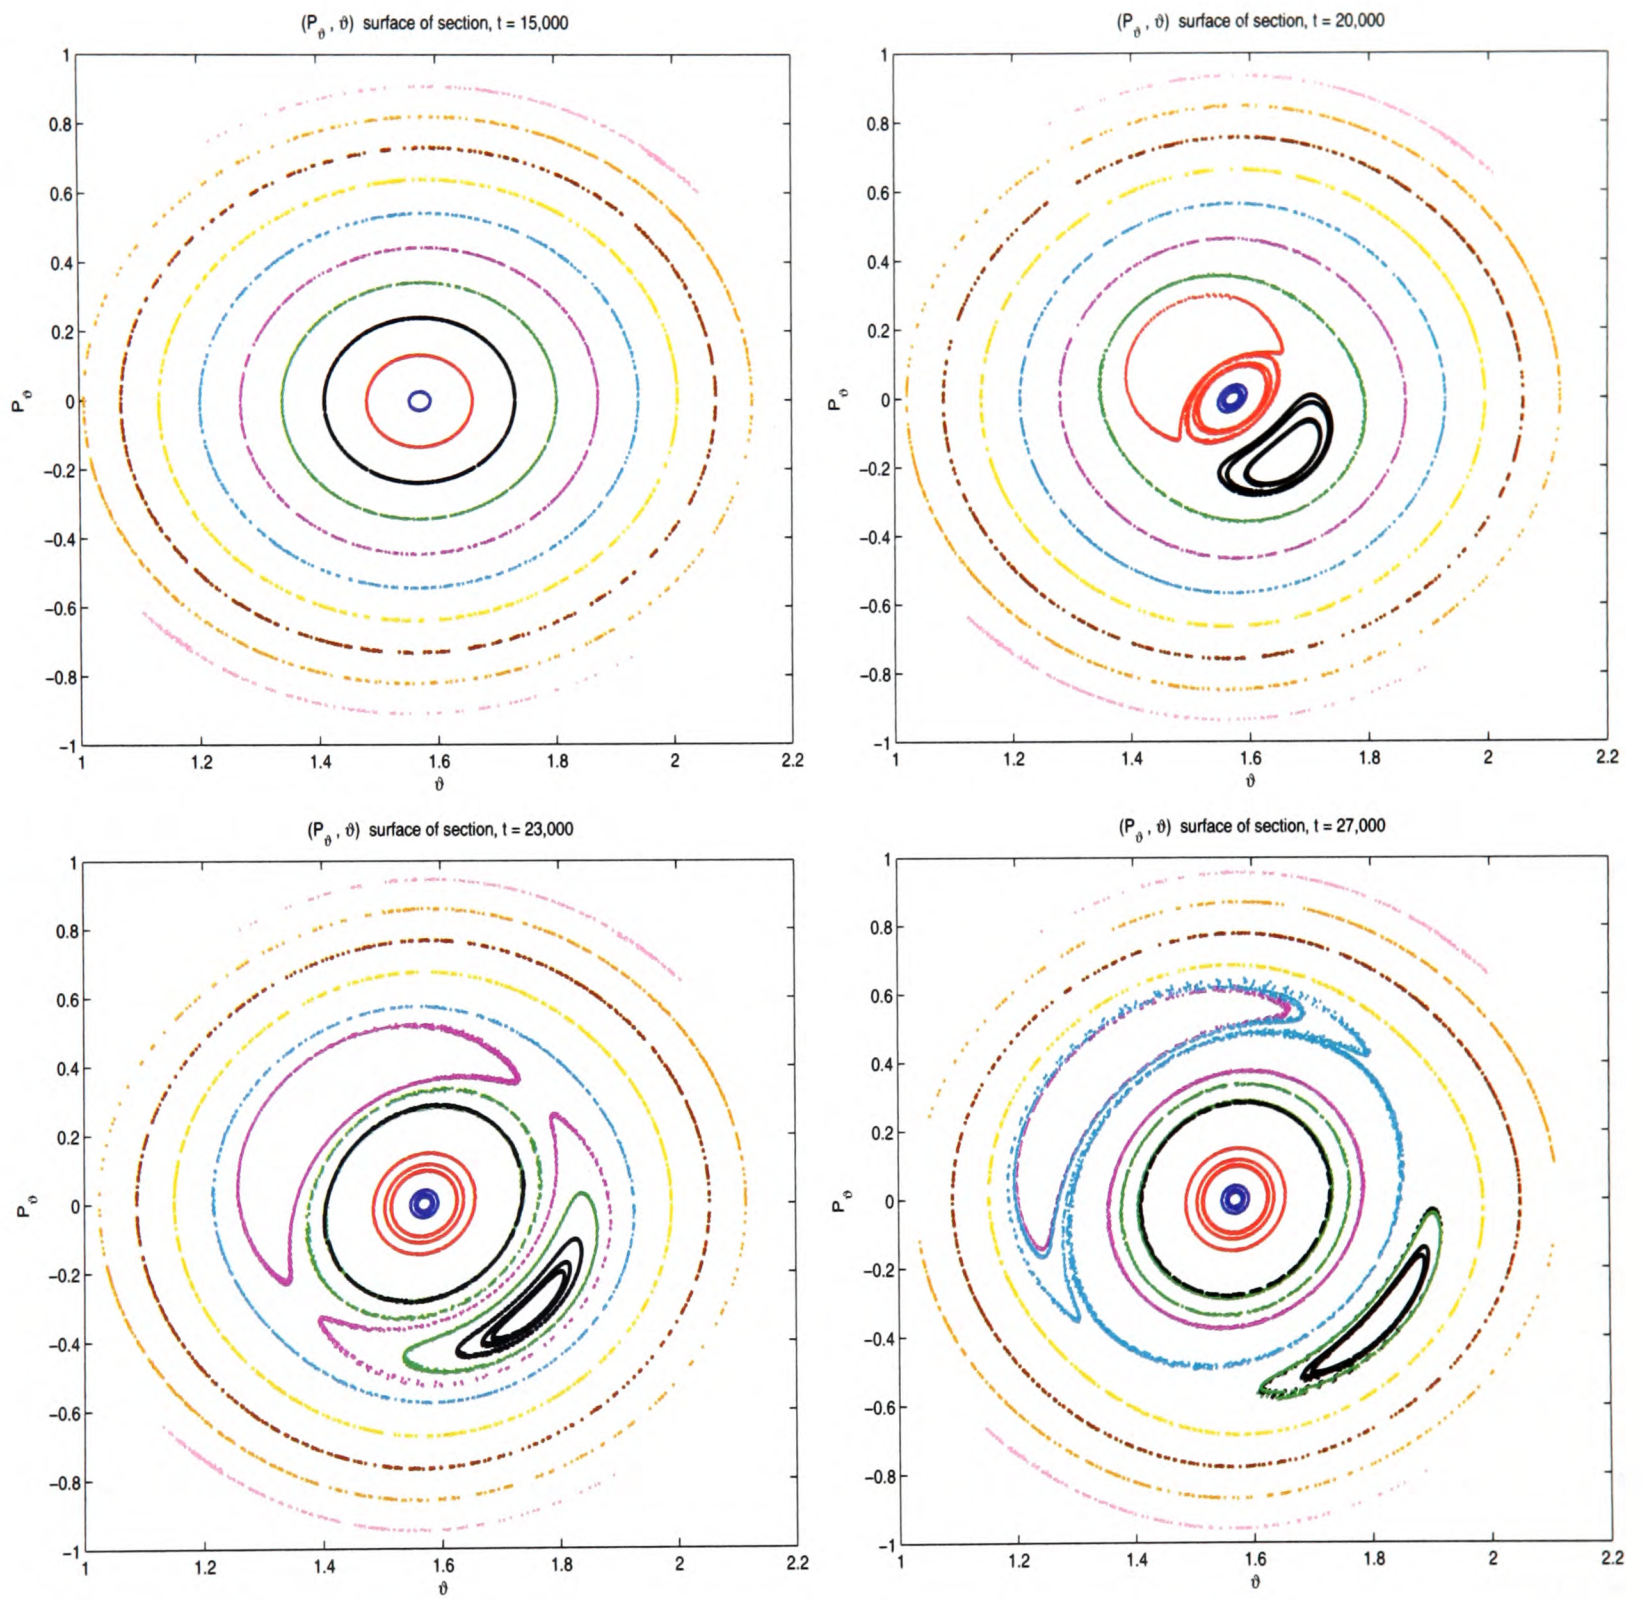 (P_ϑ , ϑ) surface of section, t = 15,000
1
0.8
0.6
0.4
0.2
0
−0.2
−0.4
−0.6
−0.8
−1
P_ϑ
1 1.2 1.4 1.6 1.8 2 2.2
ϑ
(P_ϑ , ϑ) surface of section, t = 20,000
1
0.8
0.6
0.4
0.2
0
−0.2
−0.4
−0.6
−0.8
−1
P_ϑ
1 1.2 1.4 1.6 1.8 2 2.2
ϑ
(P_ϑ , ϑ) surface of section, t = 23,000
1
0.8
0.6
0.4
0.2
0
−0.2
−0.4
−0.6
−0.8
−1
P_ϑ
1 1.2 1.4 1.6 1.8 2 2.2
ϑ
(P_ϑ , ϑ) surface of section, t = 27,000
1
0.8
0.6
0.4
0.2
0
−0.2
−0.4
−0.6
−0.8
−1
P_ϑ
1 1.2 1.4 1.6 1.8 2 2.2
ϑ